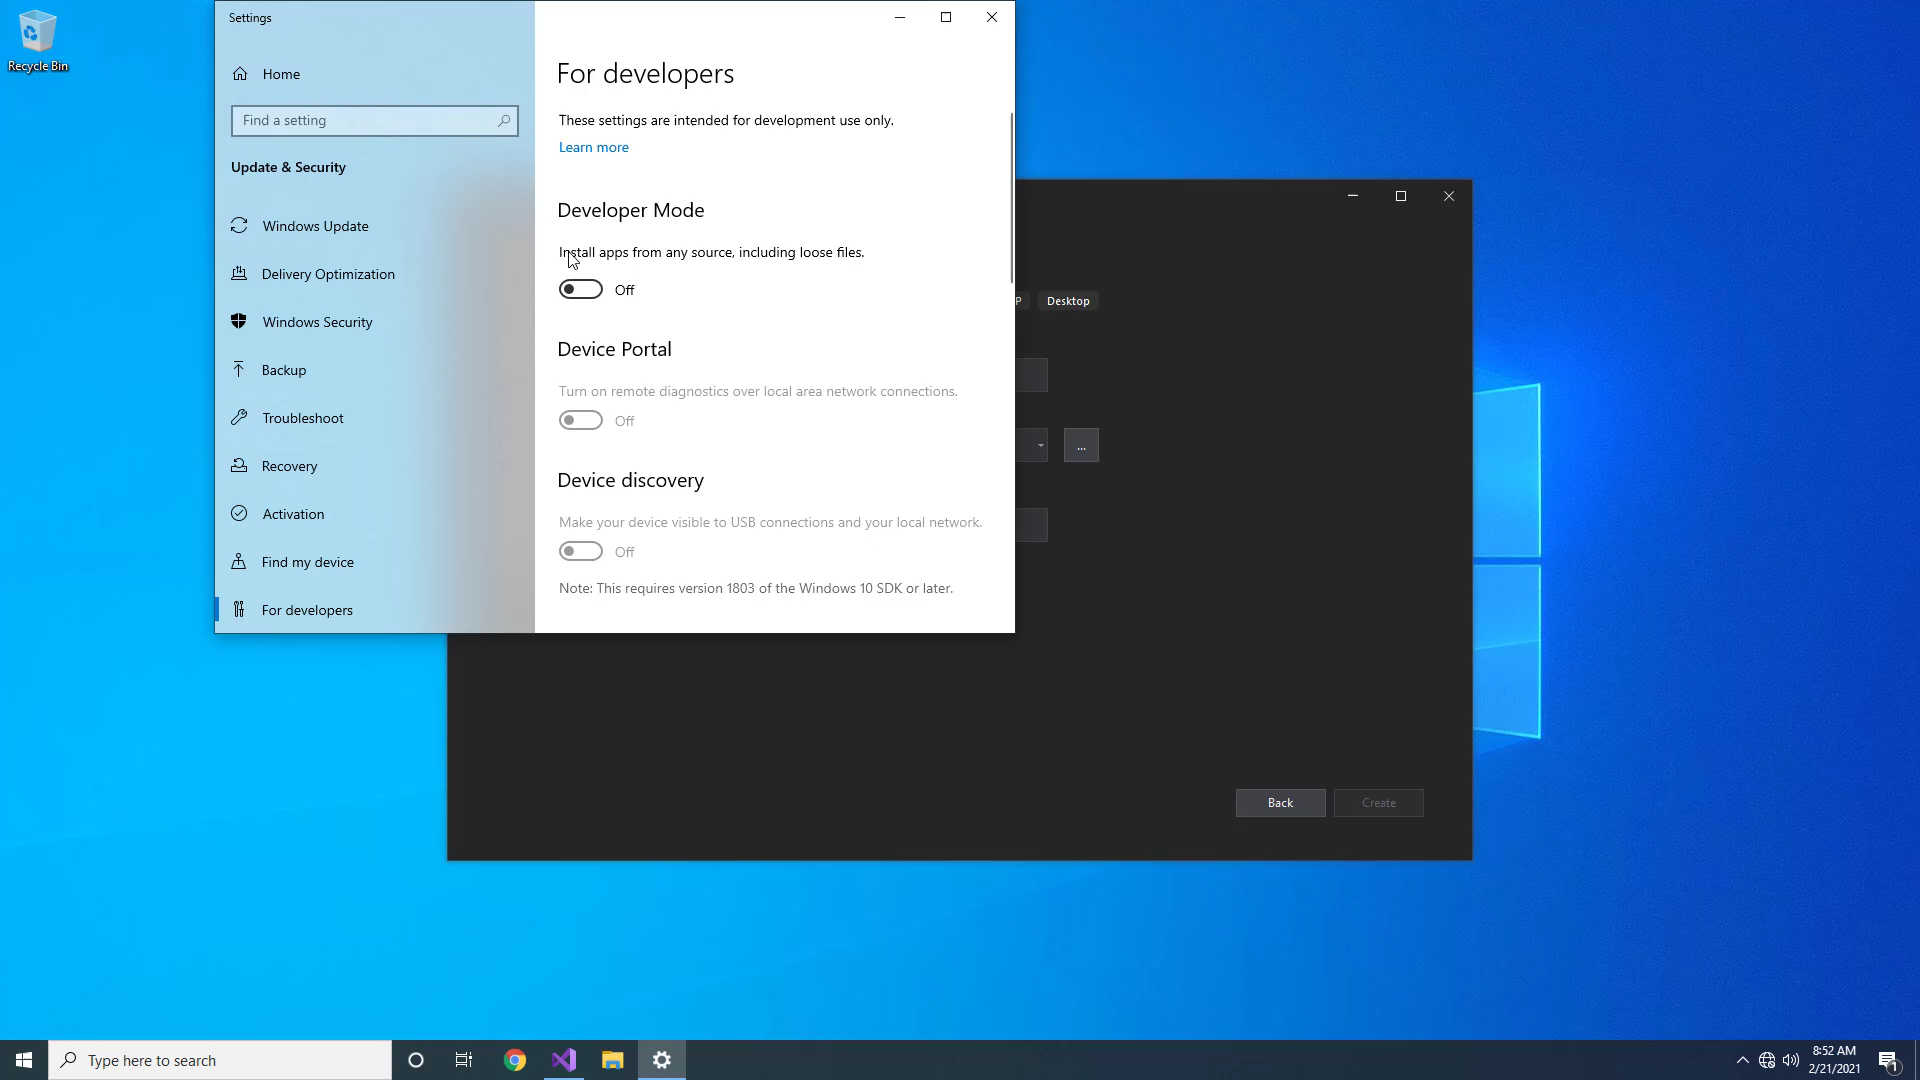 Recycle Bin
Settings
Home
Find a setting
Update & Security
Windows Update
Delivery Optimization
Windows Security
Backup
Troubleshoot
Recovery
Activation
Find my device
For developers
For developers
These settings are intended for development use only.
Learn more
Developer Mode
Install apps from any source, including loose files.
Off
Device Portal
Turn on remote diagnostics over local area network connections.
Off
Device discovery
Make your device visible to USB connections and your local network.
Off
Note: This requires version 1803 of the Windows 10 SDK or later.
P
Desktop
...
Back
Create
Type here to search
8:52 AM
2/21/2021
1